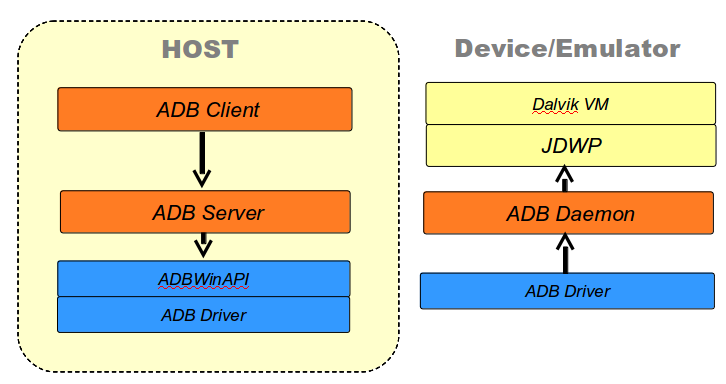 HOST
ADB Client
ADB Server
ADBWinAPI
ADB Driver
Device/Emulator
Dalvik VM
JDWP
ADB Daemon
ADB Driver